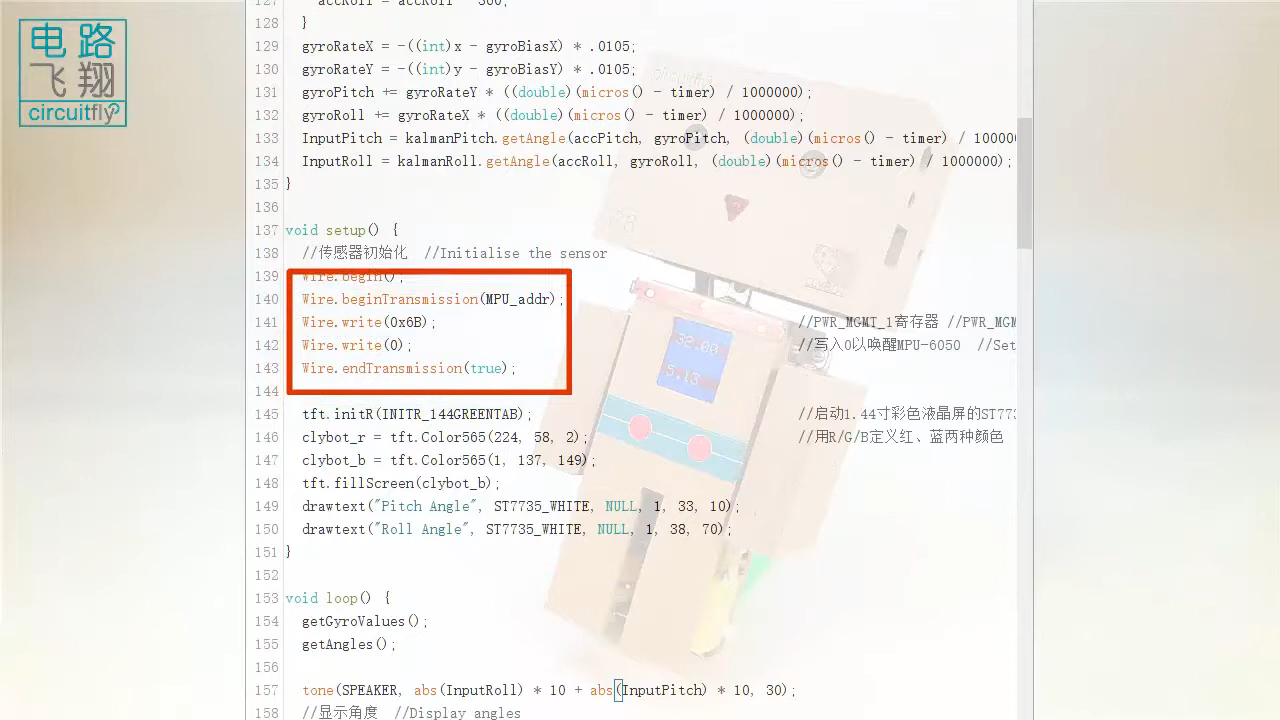 电路
飞翔
circuitfly
127 accRoll = accRoll - 360;
128 }
129 gyroRateX = -((int)x - gyroBiasX) * .0105;
130 gyroRateY = -((int)y - gyroBiasY) * .0105;
131 gyroPitch += gyroRateY * ((double)(micros() - timer) / 1000000);
132 gyroRoll += gyroRateX * ((double)(micros() - timer) / 1000000);
133 InputPitch = kalmanPitch.getAngle(accPitch, gyroPitch, (double)(micros() - timer) / 10000
134 InputRoll = kalmanRoll.getAngle(accRoll, gyroRoll, (double)(micros() - timer) / 1000000);
135 }
136
137 void setup() {
138 //传感器初始化 //Initialise the sensor
139 Wire.begin();
140 Wire.beginTransmission(MPU_addr);
141 Wire.write(0x6B); //PWR_MGMT_1寄存器 //PWR_MGM
142 Wire.write(0); //写入0以唤醒MPU-6050 //Set
143 Wire.endTransmission(true);
144
145 tft.initR(INITR_144GREENTAB); //启动1.44寸彩色液晶屏的ST773
146 clybot_r = tft.Color565(224, 58, 2); //用R/G/B定义红、蓝两种颜色
147 clybot_b = tft.Color565(1, 137, 149);
148 tft.fillScreen(clybot_b);
149 drawtext("Pitch Angle", ST7735_WHITE, NULL, 1, 33, 10);
150 drawtext("Roll Angle", ST7735_WHITE, NULL, 1, 38, 70);
151 }
152
153 void loop() {
154 getGyroValues();
155 getAngles();
156
157 tone(SPEAKER, abs(InputRoll) * 10 + abs(InputPitch) * 10, 30);
158 //显示角度 //Display angles
32.00
5.13